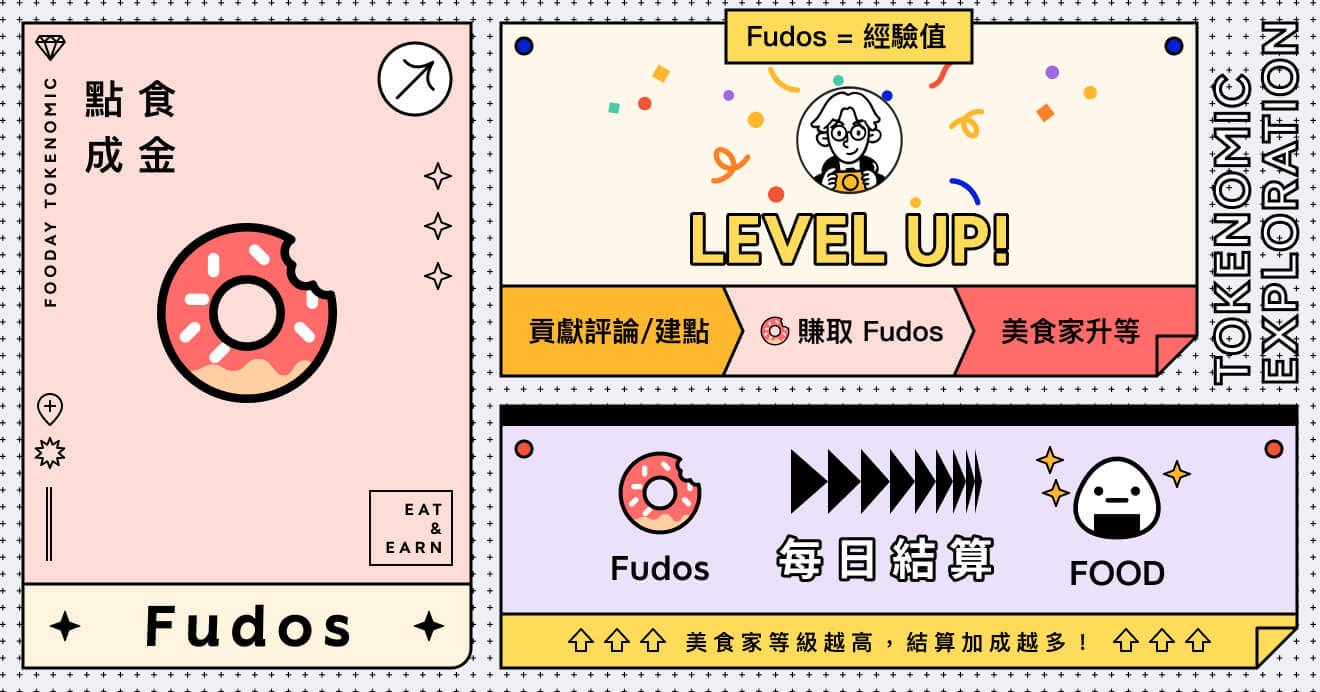 FOODAY TOKENOMIC
點食
成金
EAT
&
EARN
Fudos
Fudos = 經驗值
LEVEL UP!
貢獻評論/建點
賺取 Fudos
美食家升等
TOKENOMIC
EXPLORATION
Fudos
每日結算
FOOD
美食家等級越高，結算加成越多！